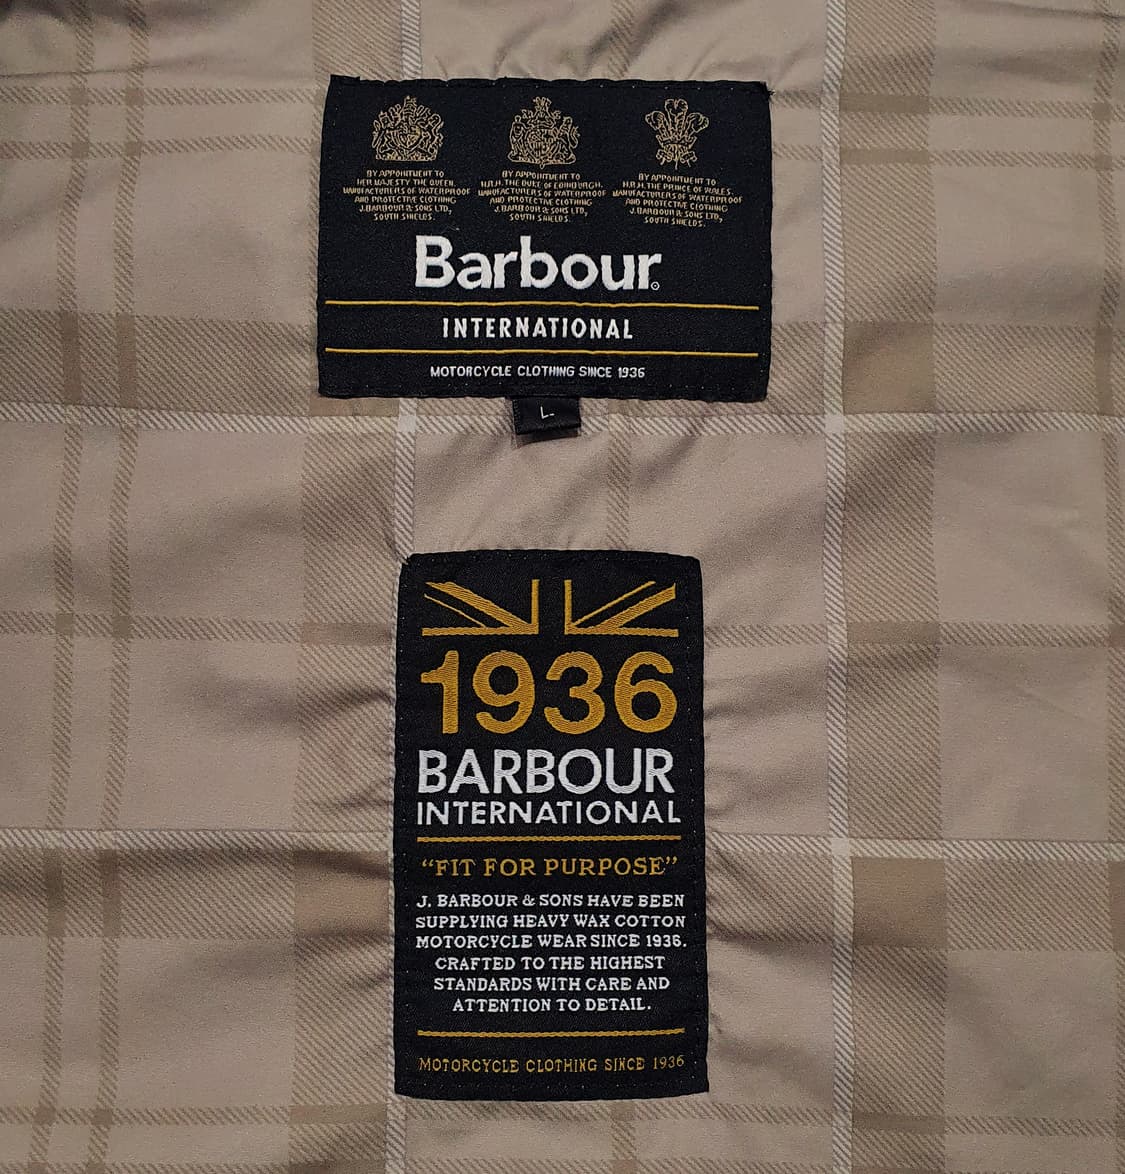 BY APPOINTMENT TO
HER MAJESTY THE QUEEN.
MANUFACTURERS OF WATERPROOF
AND PROTECTIVE CLOTHING
J.BARBOUR & SONS LTD,
SOUTH SHIELDS.
BY APPOINTMENT TO
H.R.H. THE DUKE OF EDINBURGH.
MANUFACTURERS OF WATERPROOF
AND PROTECTIVE CLOTHING
J.BARBOUR & SONS LTD,
SOUTH SHIELDS.
BY APPOINTMENT TO
H.R.H. THE PRINCE OF WALES.
MANUFACTURERS OF WATERPROOF
AND PROTECTIVE CLOTHING
J.BARBOUR & SONS LTD,
SOUTH SHIELDS.
Barbour
INTERNATIONAL
MOTORCYCLE CLOTHING SINCE 1936
L.
1936
BARBOUR
INTERNATIONAL
“FIT FOR PURPOSE”
J. BARBOUR & SONS HAVE BEEN
SUPPLYING HEAVY WAX COTTON
MOTORCYCLE WEAR SINCE 1936.
CRAFTED TO THE HIGHEST
STANDARDS WITH CARE AND
ATTENTION TO DETAIL.
MOTORCYCLE CLOTHING SINCE 1936